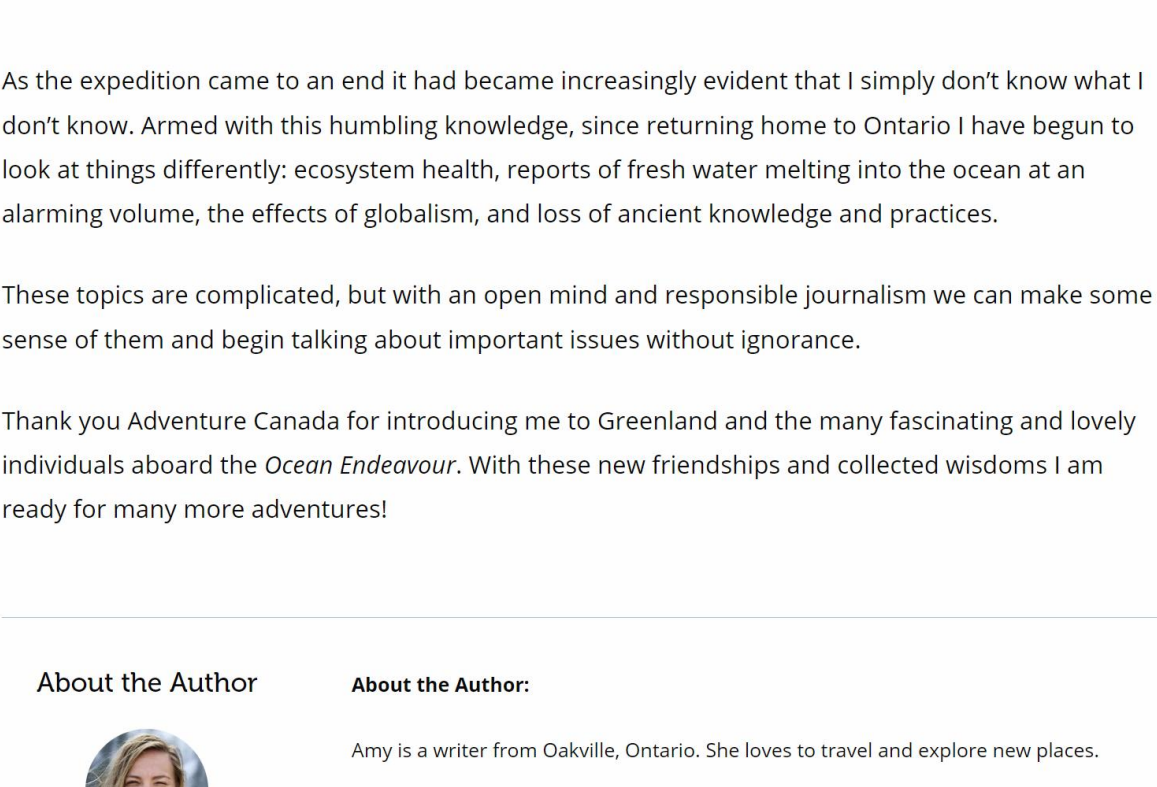 As the expedition came to an end it had became increasingly evident that I simply don’t know what I
don’t know. Armed with this humbling knowledge, since returning home to Ontario I have begun to
look at things differently: ecosystem health, reports of fresh water melting into the ocean at an
alarming volume, the effects of globalism, and loss of ancient knowledge and practices.
These topics are complicated, but with an open mind and responsible journalism we can make some
sense of them and begin talking about important issues without ignorance.
Thank you Adventure Canada for introducing me to Greenland and the many fascinating and lovely
individuals aboard the Ocean Endeavour. With these new friendships and collected wisdoms I am
ready for many more adventures!
About the Author
About the Author:
Amy is a writer from Oakville, Ontario. She loves to travel and explore new places.